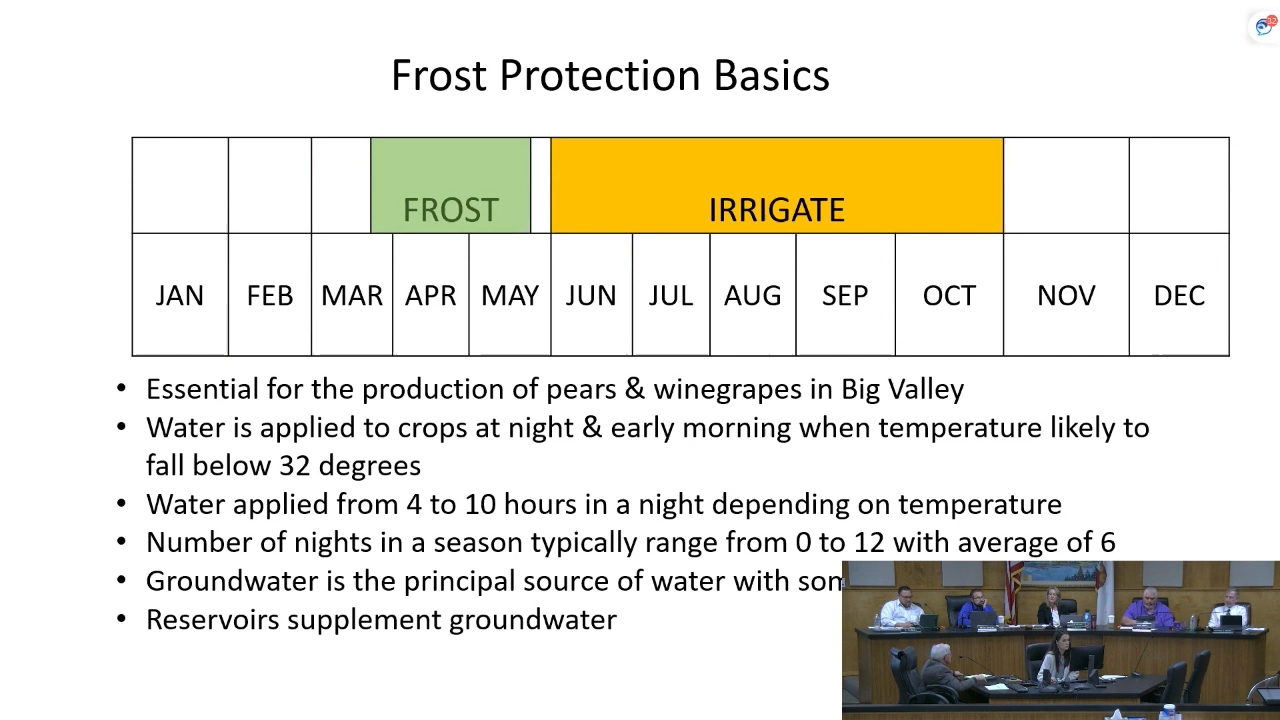 Frost Protection Basics
FROST
IRRIGATE
JAN FEB MAR APR MAY JUN JUL AUG SEP OCT NOV DEC
• Essential for the production of pears & winegrapes in Big Valley
• Water is applied to crops at night & early morning when temperature likely to
fall below 32 degrees
• Water applied from 4 to 10 hours in a night depending on temperature
• Number of nights in a season typically range from 0 to 12 with average of 6
• Groundwater is the principal source of water with
• Reservoirs supplement groundwater